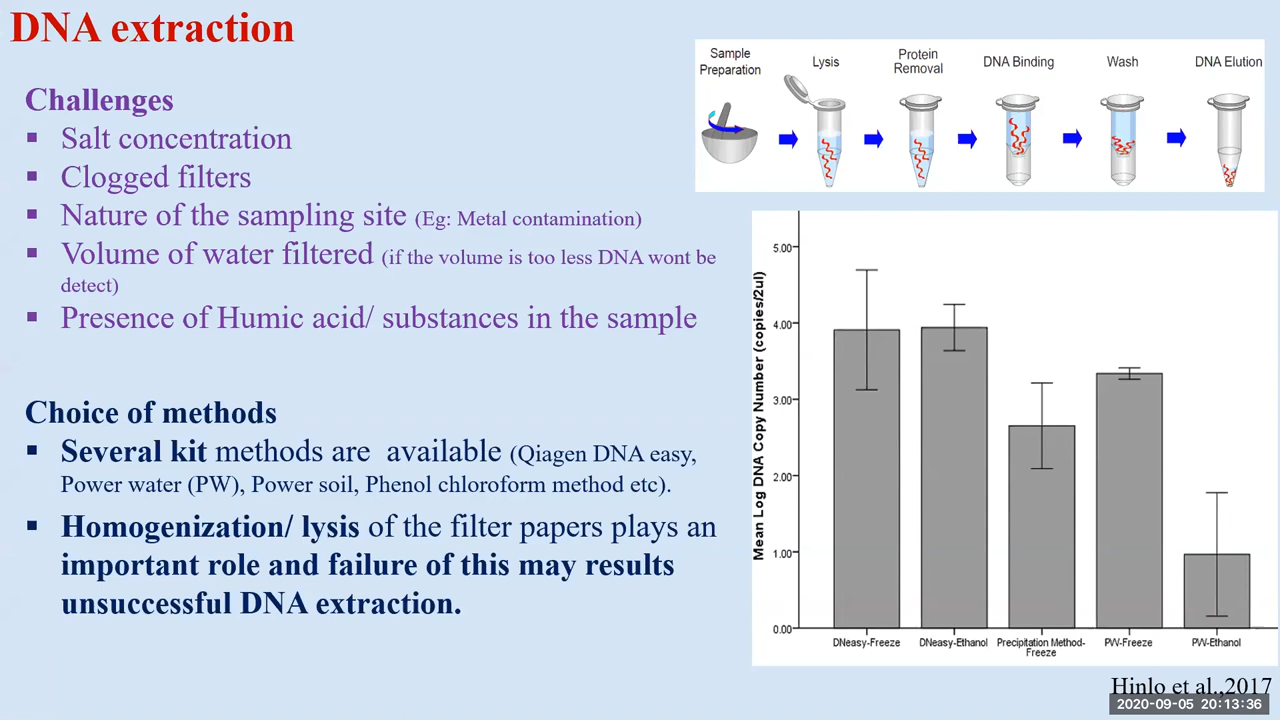 DNA extraction
Challenges
▪ Salt concentration
▪ Clogged filters
▪ Nature of the sampling site (Eg: Metal contamination)
▪ Volume of water filtered (if the volume is too less DNA wont be
detect)
▪ Presence of Humic acid/ substances in the sample
Choice of methods
▪ Several kit methods are available (Qiagen DNA easy,
Power water (PW), Power soil, Phenol chloroform method etc).
▪ Homogenization/ lysis of the filter papers plays an
important role and failure of this may results
unsuccessful DNA extraction.
Sample
Preparation
Lysis
Protein
Removal
DNA Binding
Wash
DNA Elution
Mean Log DNA Copy Number (copies/2ul)
5.00
4.00
3.00
2.00
1.00
0.00
DNeasy-Freeze
DNeasy-Ethanol
Precipitation Method-
Freeze
PW-Freeze
PW-Ethanol
Hinlo et al.,2017
2020-09-05 20:13:36